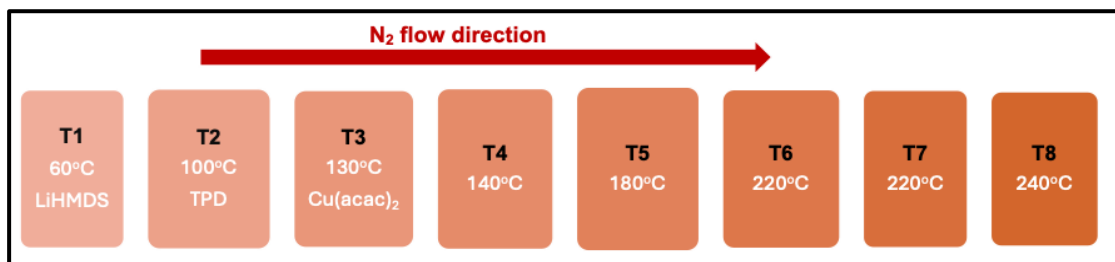 N₂ flow direction
T1
60°C
LiHMDS
T2
100°C
TPD
T3
130°C
Cu(acac)₂
T4
140°C
T5
180°C
T6
220°C
T7
220°C
T8
240°C